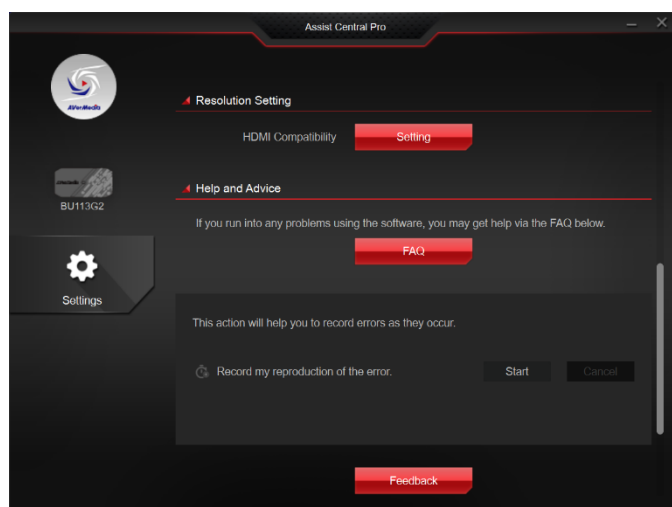 Assist Central Pro
AVerMedia
Resolution Setting
HDMI Compatibility
Setting
BU113G2
Help and Advice
If you run into any problems using the software, you may get help via the FAQ below.
FAQ
Settings
This action will help you to record errors as they occur.
Record my reproduction of the error.
Start
Cancel
Feedback